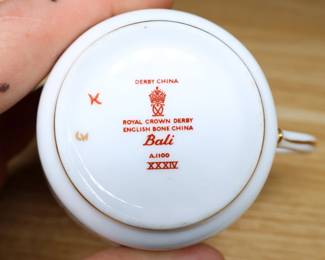 DERBY CHINA
K
ROYAL CROWN DERBY
ENGLISH BONE CHINA
Bali
A.1100
XXXIV